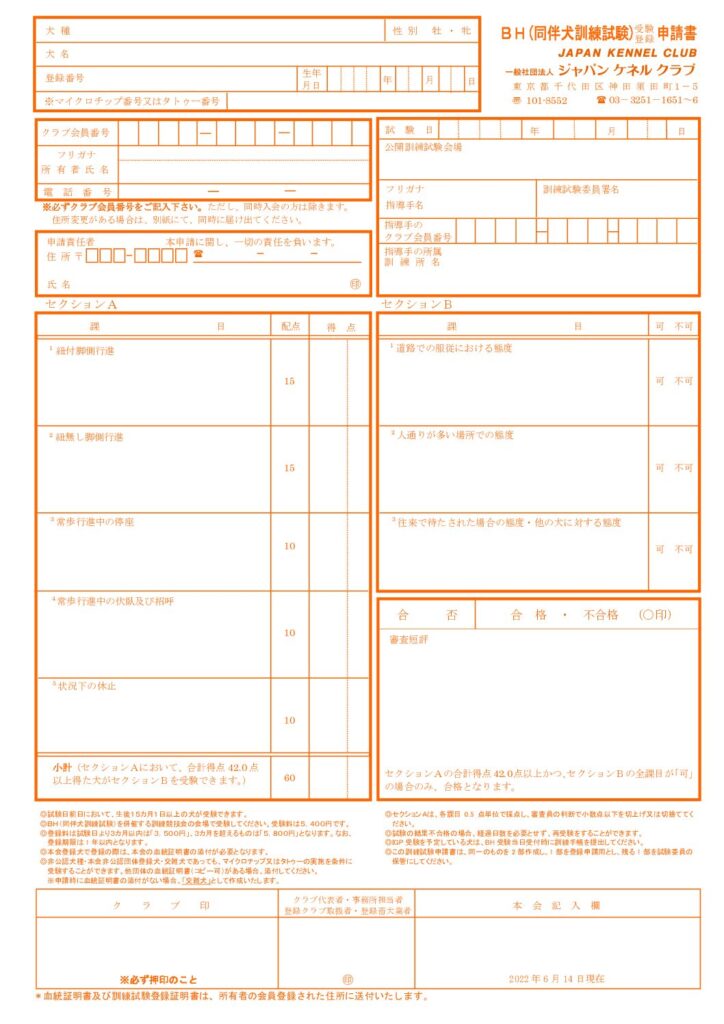 BH(同伴犬訓練試験)受験登録申請書
JAPAN KENNEL CLUB
一般社団法人 ジャパン ケネル クラブ
東京都千代田区神田須田町1-5
〠 101-8552 ☎03-3251-1651~6
犬種 性別 牡・牝
犬名
登録番号 生年月日 年 月 日
※マイクロチップ番号又はタトゥー番号
クラブ会員番号 ― ―
フリガナ
所有者氏名
電話番号 ― ―
※必ずクラブ会員番号をご記入下さい。ただし、同時入会の方は除きます。
住所変更がある場合は、別紙にて、同時に届け出てください。
申請責任者 本申請に関し、一切の責任を負います。
住所〒□□□-□□□□ ☎ - -
氏名 ㊞
試験日 年 月 日
公開訓練試験会場
フリガナ 訓練試験委員署名
指導手名
指導手の
クラブ会員番号 ― ―
指導手の所属
訓練所名
セクションA
課目 配点 得点
1 紐付脚側行進 15
2 紐無し脚側行進 15
3 常歩行進中の停座 10
4 常歩行進中の伏臥及び招呼 10
5 状況下の休止 10
小計(セクションAにおいて、合計得点42.0点
以上得た犬がセクションBを受験できます。) 60
セクションB
課目 可 不可
1 道路での服従における態度 可 不可
2 人通りが多い場所での態度 可 不可
3 往来で待たされた場合の態度・他の犬に対する態度 可 不可
合否 合格・不合格 (○印)
審査短評
セクションAの合計得点42.0点以上かつ、セクションBの全課目が「可」
の場合のみ、合格となります。
◎試験日前日において、生後15カ月1日以上の犬が受験できます。
◎BH(同伴犬訓練試験)を併催する訓練競技会の会場で受験してください。受験料は5,400円です。
◎登録料は試験日より3カ月以内は「3,500円」、3カ月を超えるものは「5,800円」となります。なお、
登録期限は1年以内となります。
◎本会登録犬で登録の際は、本会の血統証明書の添付が必要となります。
◎非公認犬種・本会非公認団体登録犬・交雑犬であっても、マイクロチップ又はタトゥーの実施を条件に
受験することができます。他団体の血統証明書(コピー可)がある場合、添付してください。
※申請時に血統証明書の添付がない場合、「交雑犬」として作成いたします。
◎セクションAは、各課目0.5点単位で採点し、審査員の判断で小数点以下を切上げ又は切捨ててく
ださい。
◎試験の結果不合格の場合、経過日数を必要とせず、再受験をすることができます。
◎IGP受験を予定している犬は、BH受験当日受付時に訓練手帳を提出してください。
◎この訓練試験申請書は、同一のものを2部作成し、1部を登録申請用とし、残る1部を試験委員の
保管にしてください。
クラブ印
※必ず押印のこと
クラブ代表者・事務所担当者
登録クラブ取扱者・登録畜犬業者
㊞
本会記入欄
2022年6月14日現在
*血統証明書及び訓練試験登録証明書は、所有者の会員登録された住所に送付いたします。